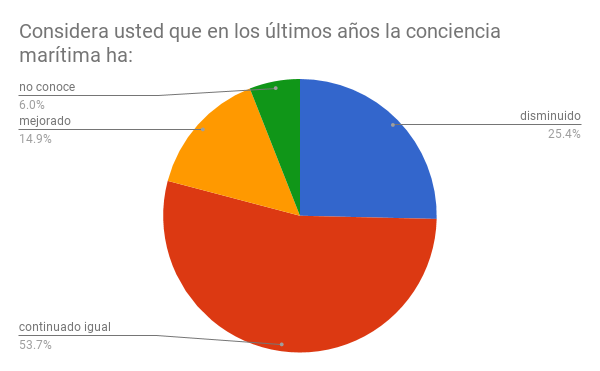 Considera usted que en los últimos años la conciencia
marítima ha:
no conoce
6.0%
mejorado
14.9%
disminuido
25.4%
continuado igual
53.7%